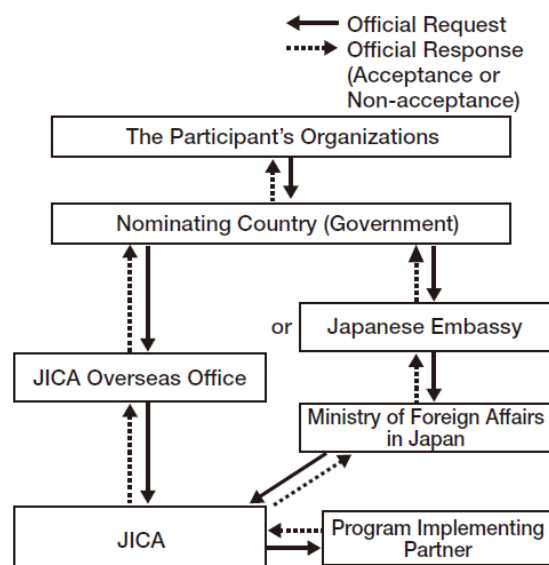 Official Request
Official Response
(Acceptance or
Non-acceptance)
The Participant's Organizations
Nominating Country (Government)
or
Japanese Embassy
JICA Overseas Office
Ministry of Foreign Affairs
in Japan
JICA
Program Implementing
Partner